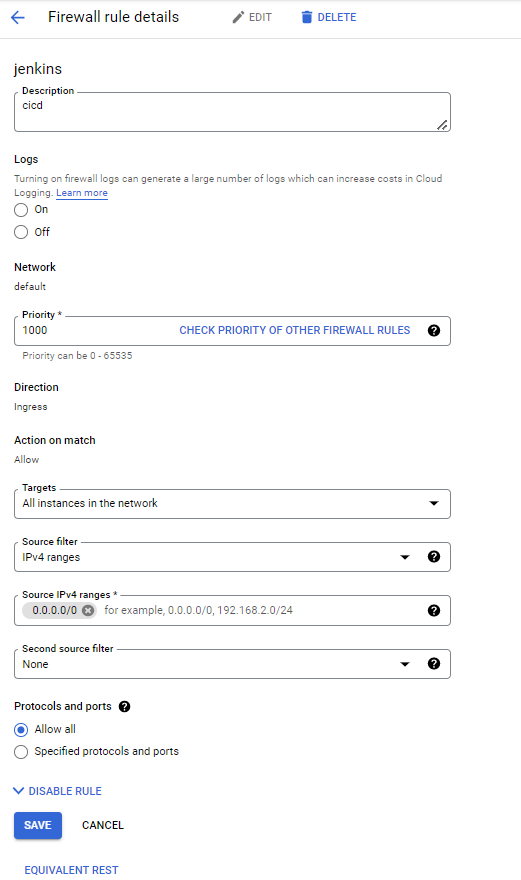 Firewall rule details EDIT DELETE
jenkins
Description
cicd
Logs
Turning on firewall logs can generate a large number of logs which can increase costs in Cloud
Logging. Learn more
On
Off
Network
default
Priority *
1000 CHECK PRIORITY OF OTHER FIREWALL RULES ?
Priority can be 0 - 65535
Direction
Ingress
Action on match
Allow
Targets
All instances in the network
Source filter
IPv4 ranges ?
Source IPv4 ranges *
0.0.0.0/0 for example, 0.0.0.0/0, 192.168.2.0/24 ?
Second source filter
None ?
Protocols and ports ?
Allow all
Specified protocols and ports
DISABLE RULE
SAVE CANCEL
EQUIVALENT REST